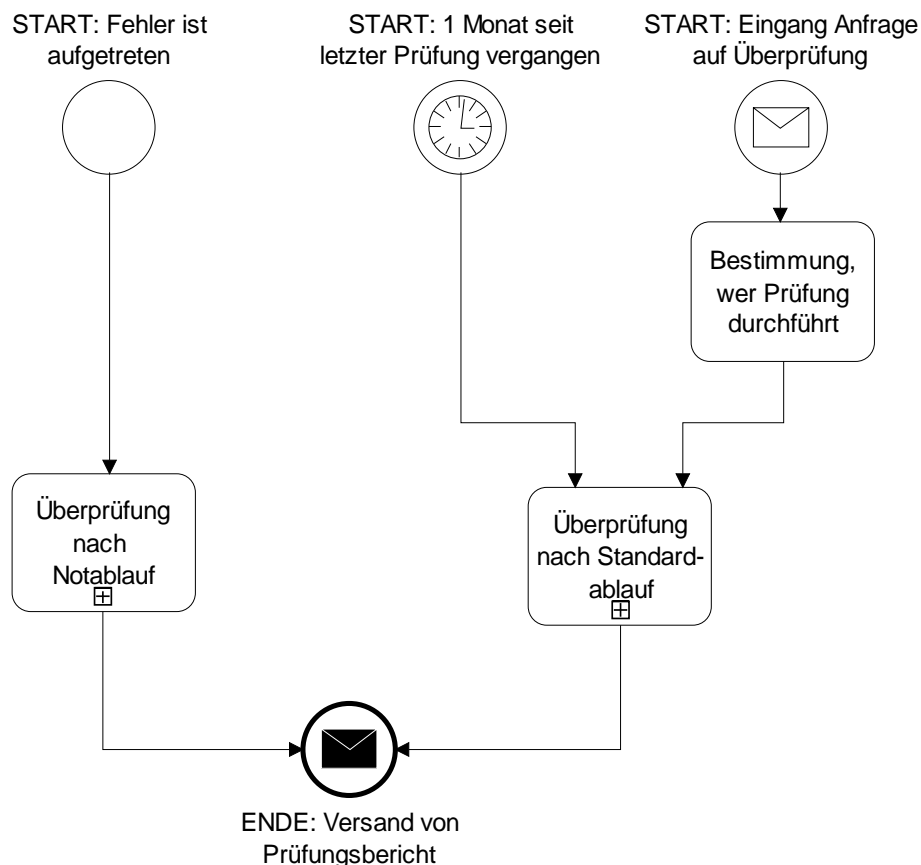 START: Fehler ist
aufgetreten
START: 1 Monat seit
letzter Prüfung vergangen
START: Eingang Anfrage
auf Überprüfung
Bestimmung,
wer Prüfung
durchführt
Überprüfung
nach
Notablauf
Überprüfung
nach Standard-
ablauf
ENDE: Versand von
Prüfungsbericht